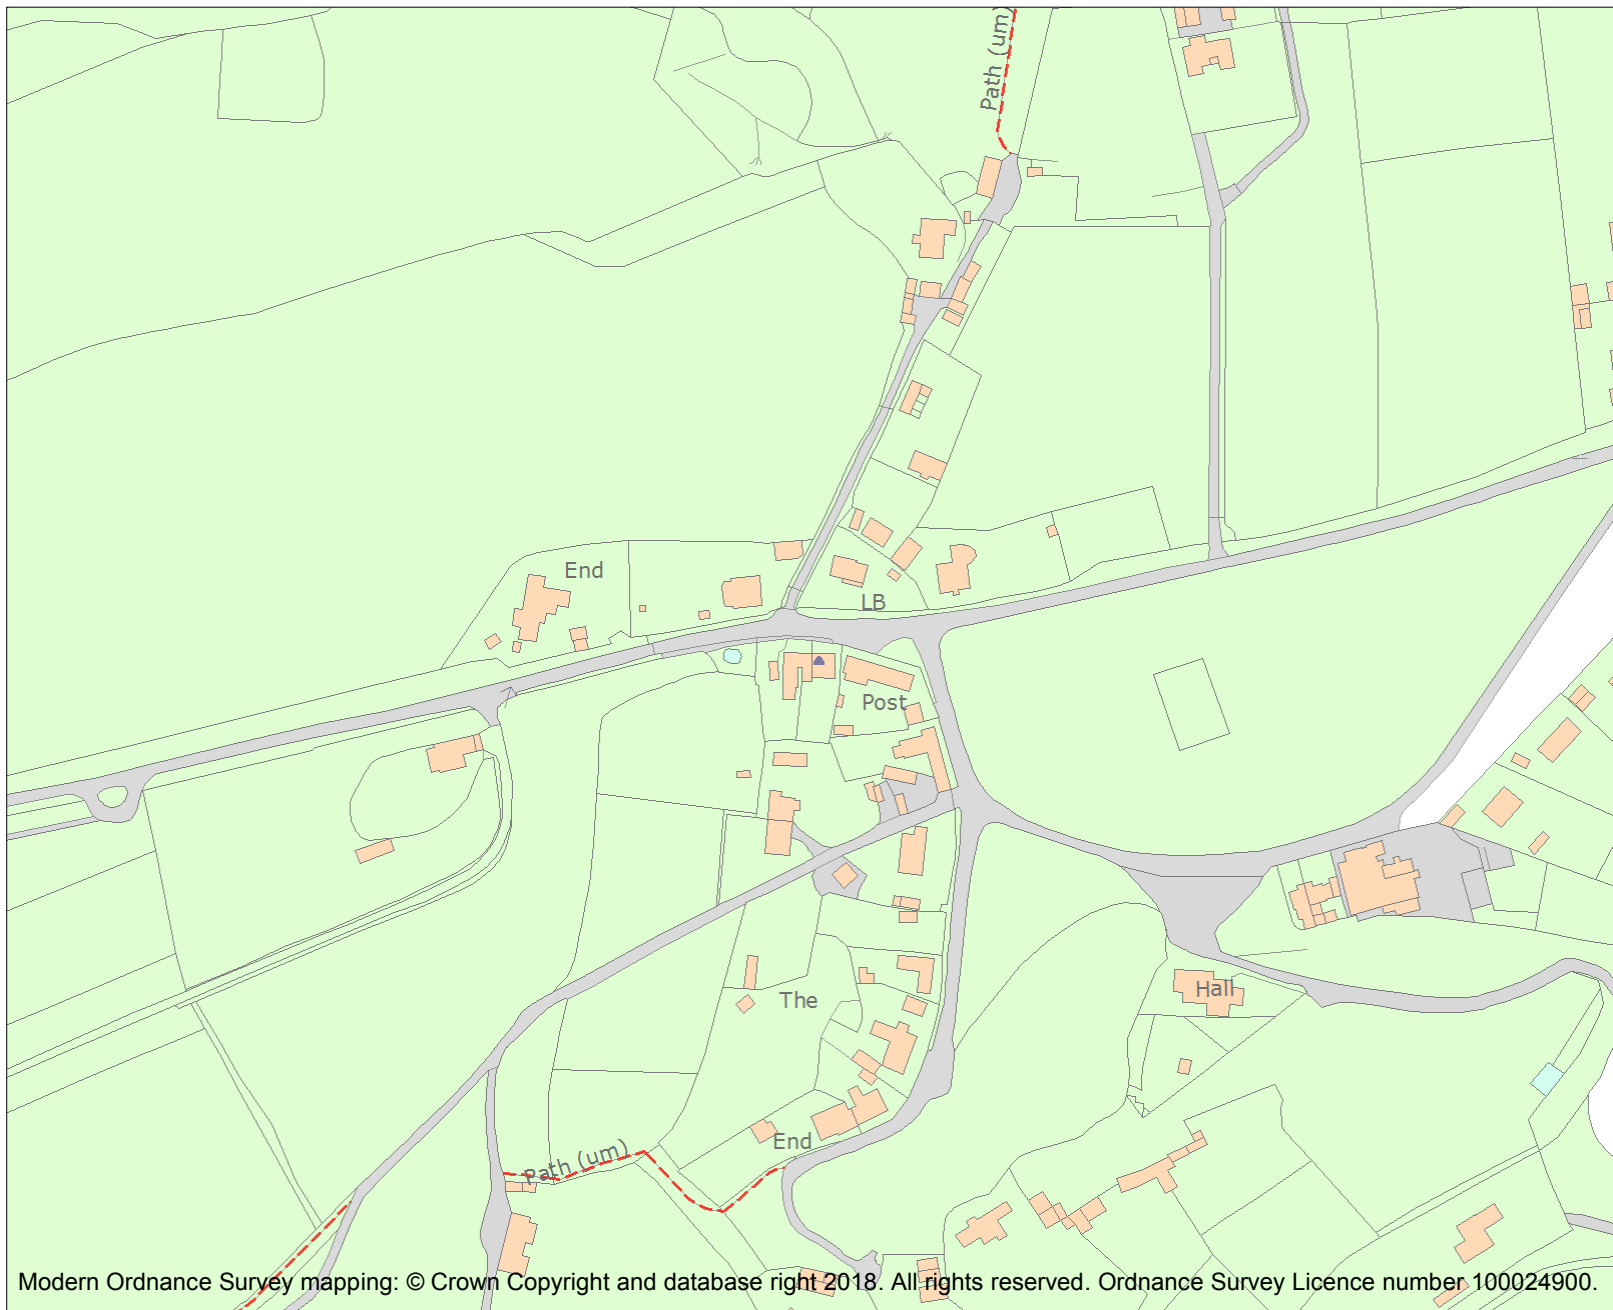 Path (um)
End
LB
Post
Hall
The
End
Path (um)
Modern Ordnance Survey mapping: © Crown Copyright and database right 2018. All rights reserved. Ordnance Survey Licence number 100024900.